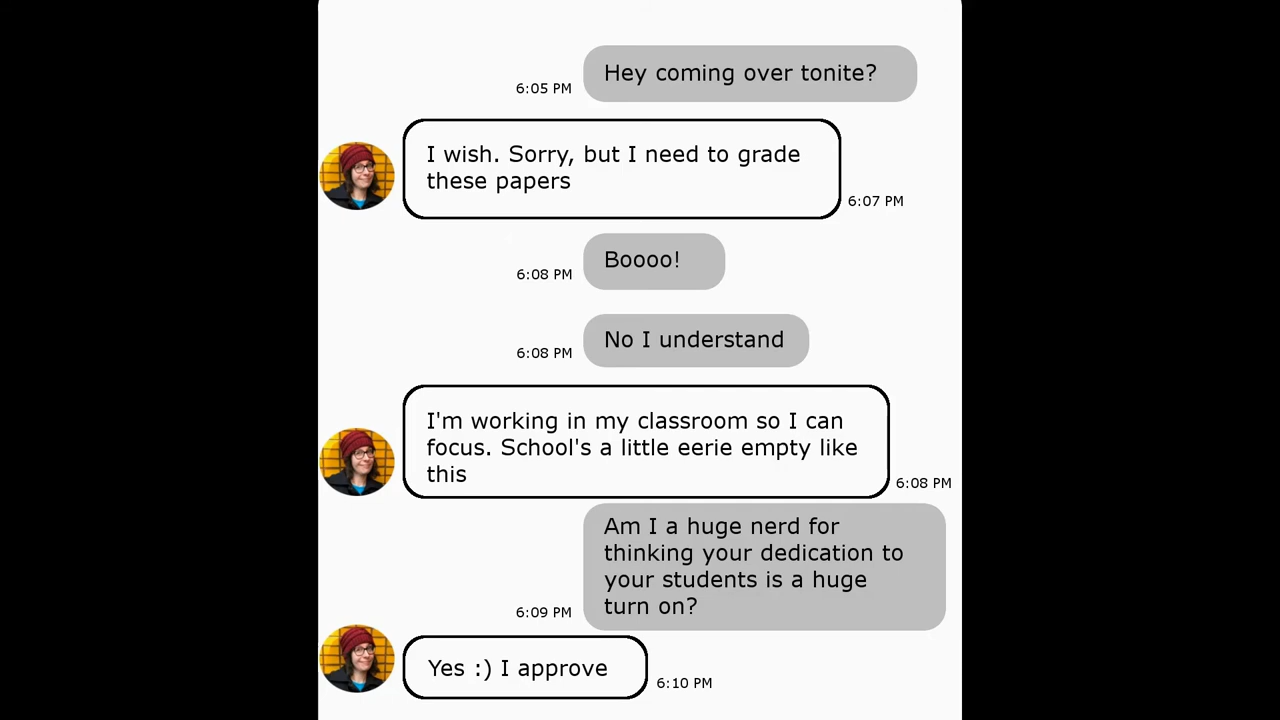 Hey coming over tonite?
6:05 PM
I wish. Sorry, but I need to grade
these papers
6:07 PM
Boooo!
6:08 PM
No I understand
6:08 PM
I'm working in my classroom so I can
focus. School's a little eerie empty like
this
6:08 PM
Am I a huge nerd for
thinking your dedication to
your students is a huge
turn on?
6:09 PM
Yes :) I approve
6:10 PM